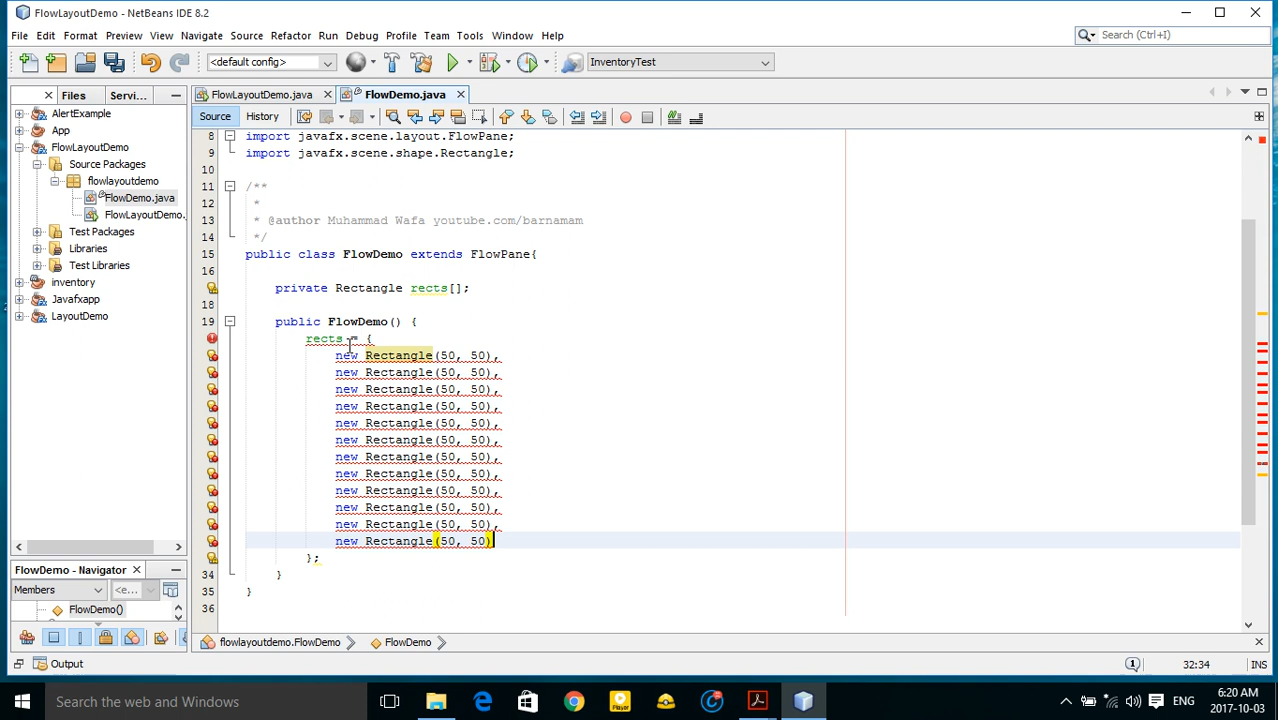 FlowLayoutDemo - NetBeans IDE 8.2
File Edit Format Preview View Navigate Source Refactor Run Debug Profile Team Tools Window Help
Search (Ctrl+I)
<default config>
InventoryTest
Files Servi...
FlowLayoutDemo.java
FlowDemo.java
AlertExample
App
FlowLayoutDemo
Source Packages
flowlayoutdemo
FlowDemo.java
FlowLayoutDemo.
Test Packages
Libraries
Test Libraries
inventory
Javafxapp
LayoutDemo
Source History
8 import javafx.scene.layout.FlowPane;
9 import javafx.scene.shape.Rectangle;
10
11 /**
12 *
13 * @author Muhammad Wafa youtube.com/barnamam
14 */
15 public class FlowDemo extends FlowPane{
16
private Rectangle rects[];
18
19 public FlowDemo() {
rects = {
new Rectangle(50, 50),
new Rectangle(50, 50),
new Rectangle(50, 50),
new Rectangle(50, 50),
new Rectangle(50, 50),
new Rectangle(50, 50),
new Rectangle(50, 50),
new Rectangle(50, 50),
new Rectangle(50, 50),
new Rectangle(50, 50),
new Rectangle(50, 50),
new Rectangle(50, 50)
};
34 }
35 }
36
FlowDemo - Navigator
Members
<e...
FlowDemo()
flowlayoutdemo.FlowDemo
FlowDemo
Output
1
32:34
INS
Search the web and Windows
Player
ENG
6:20 AM
2017-10-03